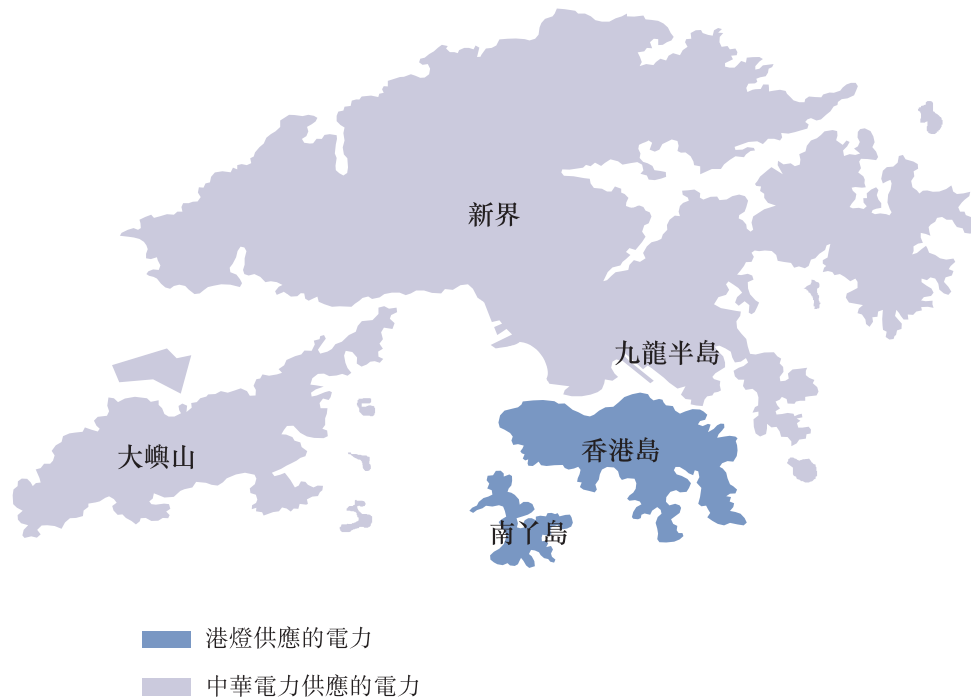 新界
九龍半島
香港島
大嶼山
南丫島
港燈供應的電力
中華電力供應的電力